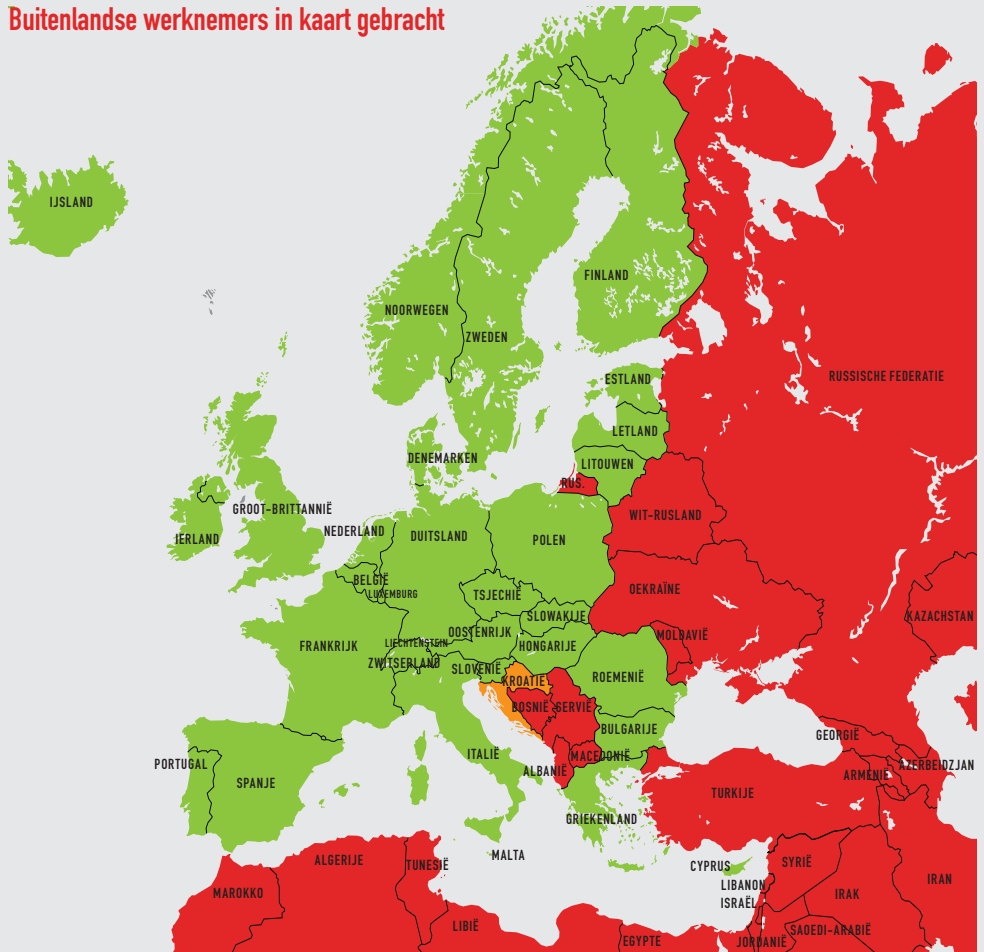 Buitenlandse werknemers in kaart gebracht
IJSLAND
FINLAND
NOORWEGEN
ZWEDEN
RUSSISCHE FEDERATIE
ESTLAND
LETLAND
DENEMARKEN
LITOUWEN
RUS.
GROOT-BRITTANNIË
WIT-RUSLAND
IERLAND
NEDERLAND
DUITSLAND
POLEN
BELGIË
LUXEMBURG
TSJECHIË
OEKRAÏNE
SLOWAKIJE
KAZACHSTAN
OOSTENRIJK
MOLDAVIË
FRANKRIJK
LIECHTENSTEIN
HONGARIJE
ZWITSERLAND
SLOVENIË
ROEMENIË
KROATIË
BOSNIË
SERVIË
BULGARIJE
GEORGIË
ITALIË
MACEDONIË
PORTUGAL
AZERBEIDZJAN
ALBANIË
ARMENIË
SPANJE
TURKIJE
GRIEKENLAND
MALTA
ALGERIJE
TUNESIË
CYPRUS
SYRIË
IRAN
LIBANON
MAROKKO
IRAK
ISRAËL
LIBIË
SAOEDI-ARABIË
EGYPTE
JORDANIË